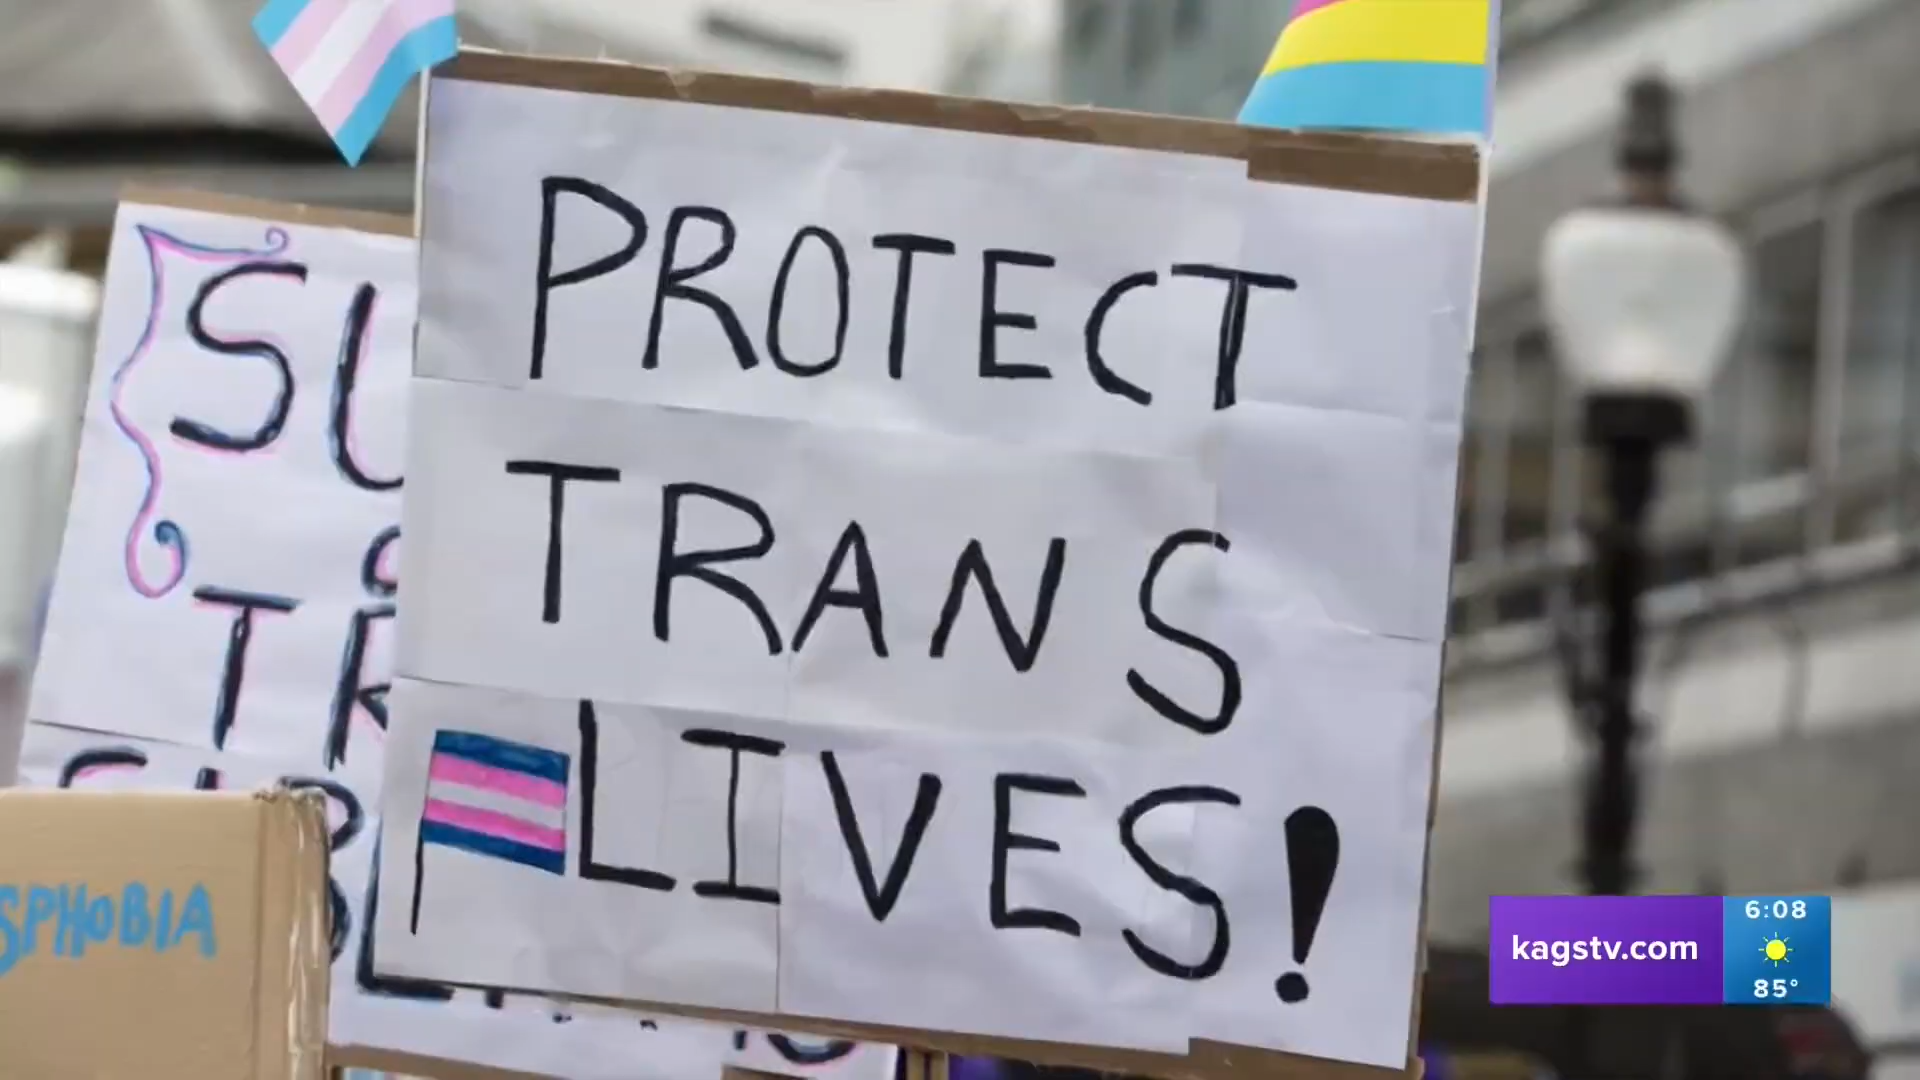 PROTECT
TRANS
LIVES!
SPHOBIA
kagstv.com
6:08
85°